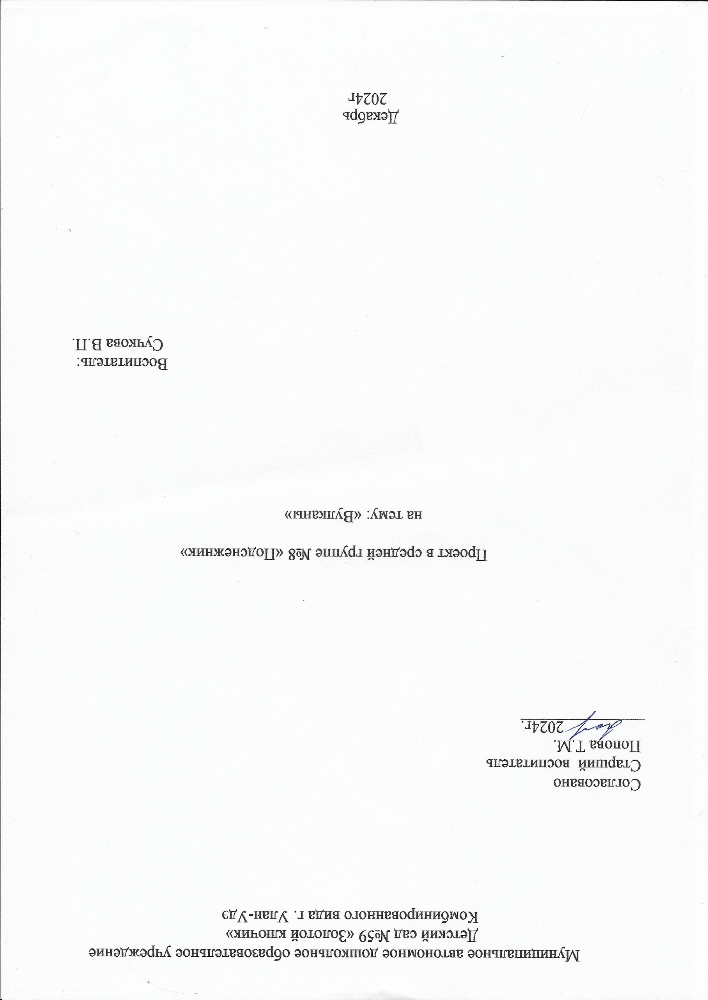 Муниципальное автономное дошкольное образовательное учреждение
Детский сад №59 «Золотой ключик»
Комбинированного вида г. Улан-Удэ
Согласовано
Старший воспитатель
Попова Т.М.
2024г.
Проект в средней группе №8 «Подснежник»
на тему: «Вулканы»
Воспитатель:
Сучкова В.П.
Декабрь
2024г